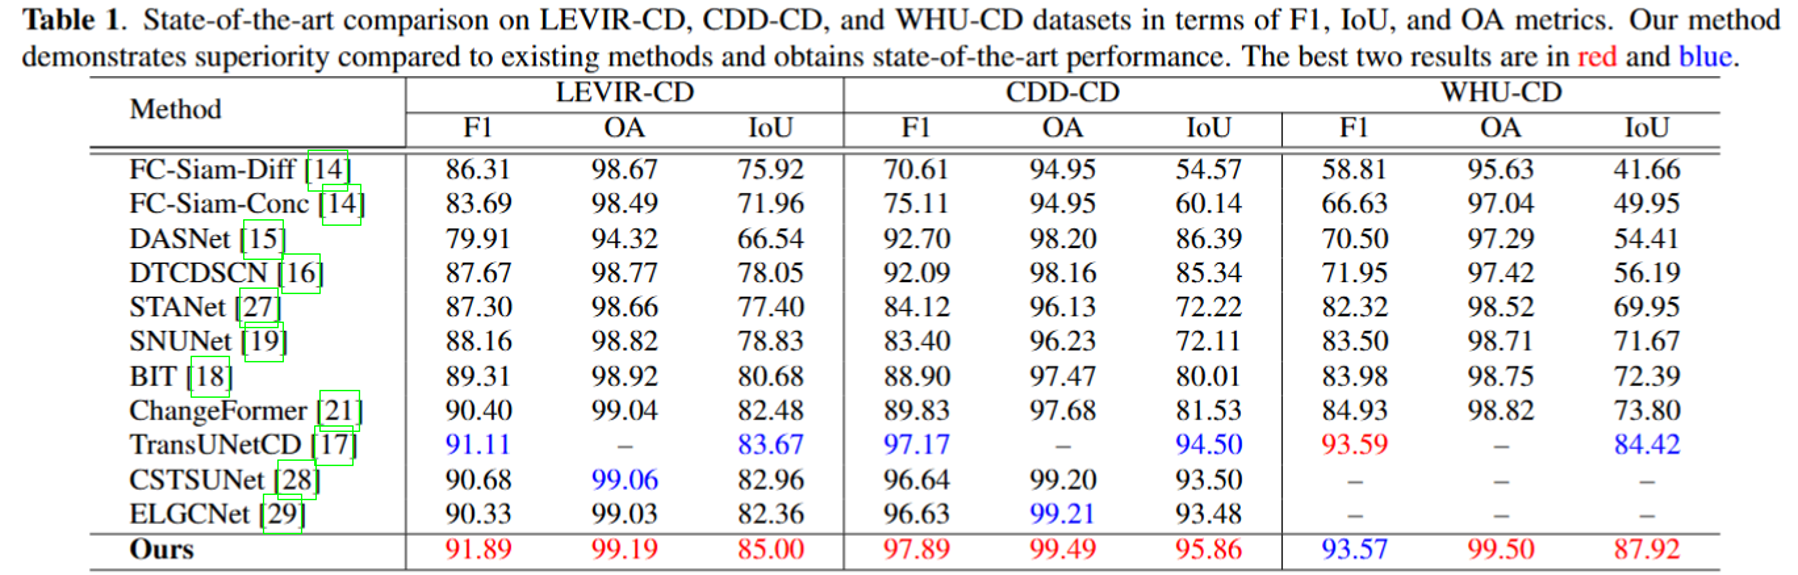 Table 1. State-of-the-art comparison on LEVIR-CD, CDD-CD, and WHU-CD datasets in terms of F1, IoU, and OA metrics. Our method
demonstrates superiority compared to existing methods and obtains state-of-the-art performance. The best two results are in red and blue.
Method LEVIR-CD CDD-CD WHU-CD
F1 OA IoU F1 OA IoU F1 OA IoU
FC-Siam-Diff [14] 86.31 98.67 75.92 70.61 94.95 54.57 58.81 95.63 41.66
FC-Siam-Conc [14] 83.69 98.49 71.96 75.11 94.95 60.14 66.63 97.04 49.95
DASNet [15] 79.91 94.32 66.54 92.70 98.20 86.39 70.50 97.29 54.41
DTCDSCN [16] 87.67 98.77 78.05 92.09 98.16 85.34 71.95 97.42 56.19
STANet [27] 87.30 98.66 77.40 84.12 96.13 72.22 82.32 98.52 69.95
SNUNet [19] 88.16 98.82 78.83 83.40 96.23 72.11 83.50 98.71 71.67
BIT [18] 89.31 98.92 80.68 88.90 97.47 80.01 83.98 98.75 72.39
ChangeFormer [21] 90.40 99.04 82.48 89.83 97.68 81.53 84.93 98.82 73.80
TransUNetCD [17] 91.11 – 83.67 97.17 – 94.50 93.59 – 84.42
CSTSUNet [28] 90.68 99.06 82.96 96.64 99.20 93.50 – – –
ELGCNet [29] 90.33 99.03 82.36 96.63 99.21 93.48 – – –
Ours 91.89 99.19 85.00 97.89 99.49 95.86 93.57 99.50 87.92